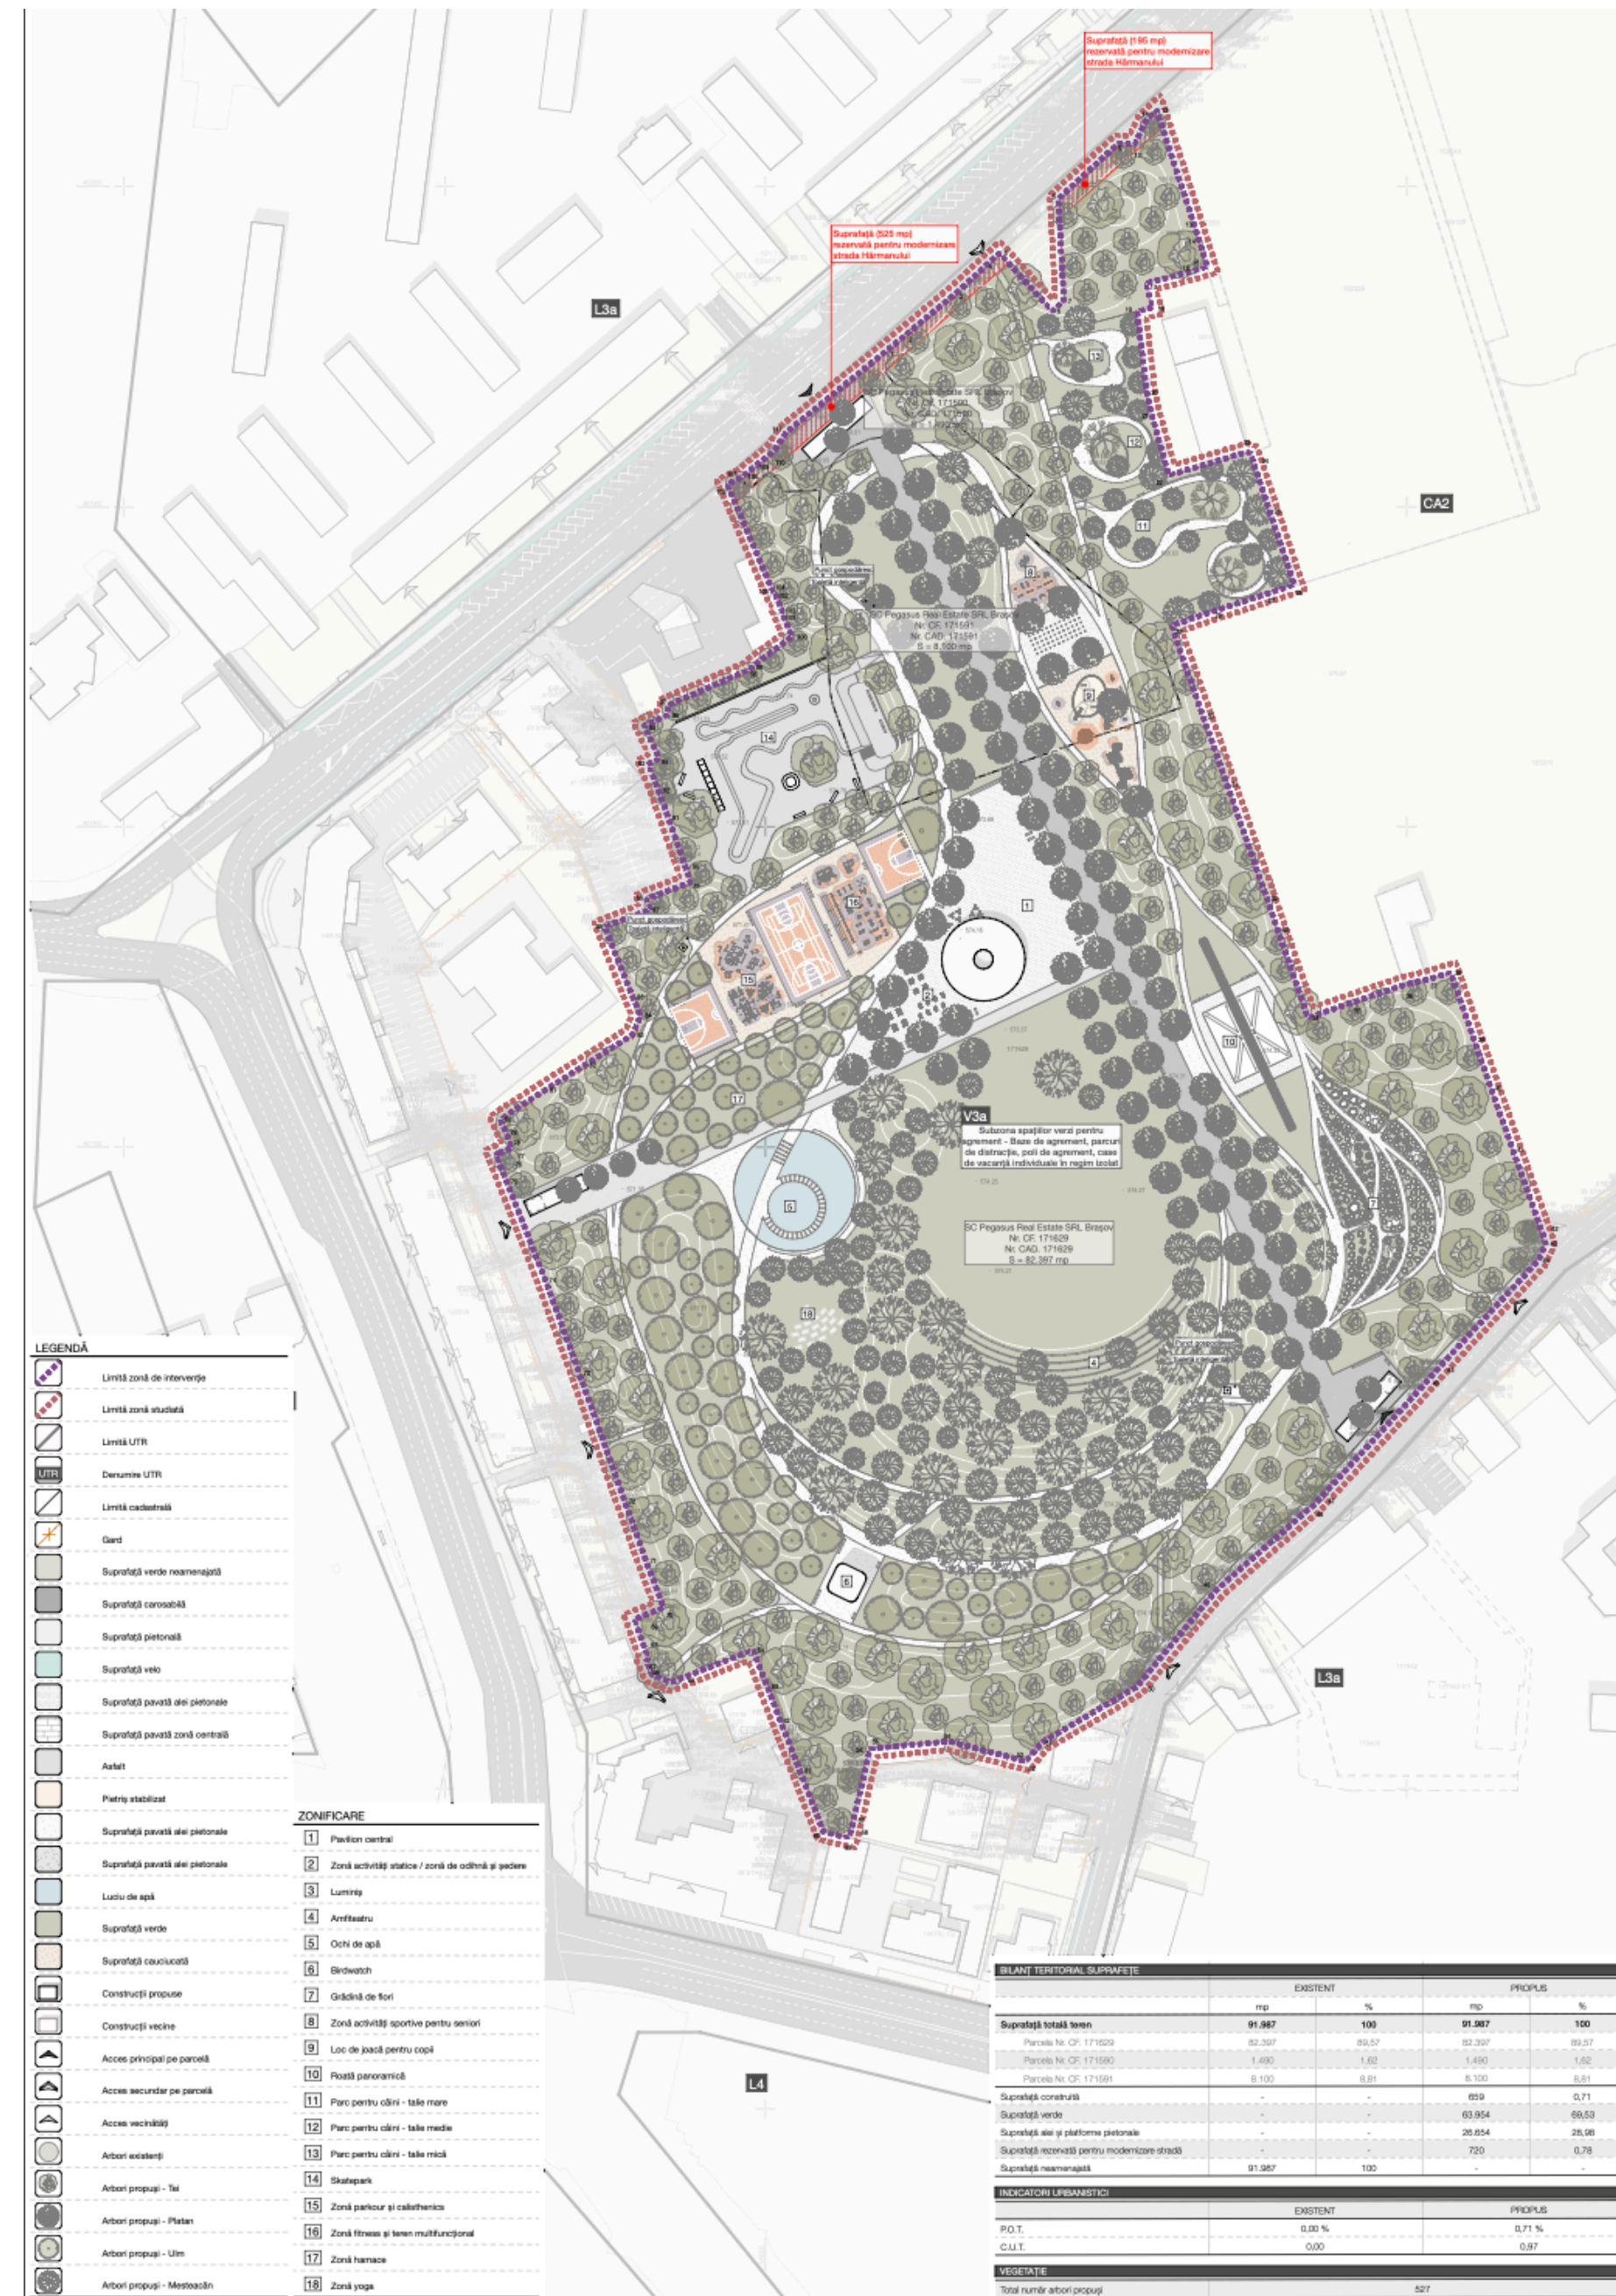 Suprafață (195 mp)
rezervată pentru modernizare
strada Hărmanului
Suprafață (525 mp)
rezervată pentru modernizare
strada Hărmanului
L3a
CA2
13
12
11
SC Pegasus Real Estate SRL Brașov
Nr. CF. 171591
Nr. CAD. 171591
S = 8.100 mp
9
14
1
16
15
2
10
17
V3a
Subzona spațiilor verzi pentru
agrement - Baze de agrement, parcuri
de distracție, poli de agrement, case
de vacanță individuale în regim izolat
5
7
SC Pegasus Real Estate SRL Brașov
Nr. CF. 171629
Nr. CAD. 171629
S = 82.397 mp
18
4
6
L3a
L4
LEGENDĂ
Limită zonă de intervenție
Limită zonă studiată
Limită UTR
UTR Denumire UTR
Limită cadastrală
Gard
Suprafață verde neamenajată
Suprafață carosabilă
Suprafață pietonală
Suprafață velo
Suprafață pavată alei pietonale
Suprafață pavată zonă centrală
Asfalt
Pietriș stabilizat
Suprafață pavată alei pietonale
Suprafață pavată alei pietonale
Luciu de apă
Suprafață verde
Suprafață cauciucată
Construcții propuse
Construcții vecine
Acces principal pe parcelă
Acces secundar pe parcelă
Acces vecinătăți
Arbori existenți
Arbori propuși - Tei
Arbori propuși - Platan
Arbori propuși - Ulm
Arbori propuși - Mesteacăn
ZONIFICARE
1 Pavilion central
2 Zonă activități statice / zonă de odihnă și ședere
3 Luminiș
4 Amfiteatru
5 Ochi de apă
6 Birdwatch
7 Grădină de flori
8 Zonă activități sportive pentru seniori
9 Loc de joacă pentru copii
10 Roată panoramică
11 Parc pentru câini - talie mare
12 Parc pentru câini - talie medie
13 Parc pentru câini - talie mică
14 Skatepark
15 Zonă parkour și calisthenics
16 Zonă fitness și teren multifuncțional
17 Zonă hamace
18 Zonă yoga
BILANȚ TERITORIAL SUPRAFEȚE
EXISTENT PROPUS
mp % mp %
Suprafață totală teren 91.987 100 91.987 100
Parcela Nr. CF. 171629 82.397 89,57 82.397 89,57
Parcela Nr. CF. 171590 1.490 1,62 1.490 1,62
Parcela Nr. CF. 171591 8.100 8,81 8.100 8,81
Suprafață construită - - 659 0,71
Suprafață verde - - 63.954 69,53
Suprafață alei și platforme pietonale - - 26.654 28,98
Suprafață rezervată pentru modernizare stradă - - 720 0,78
Suprafață neamenajată 91.987 100 - -
INDICATORI URBANISTICI
EXISTENT PROPUS
P.O.T. 0,00 % 0,71 %
C.U.T. 0,00 0,97
VEGETAȚIE
Total număr arbori propuși 527